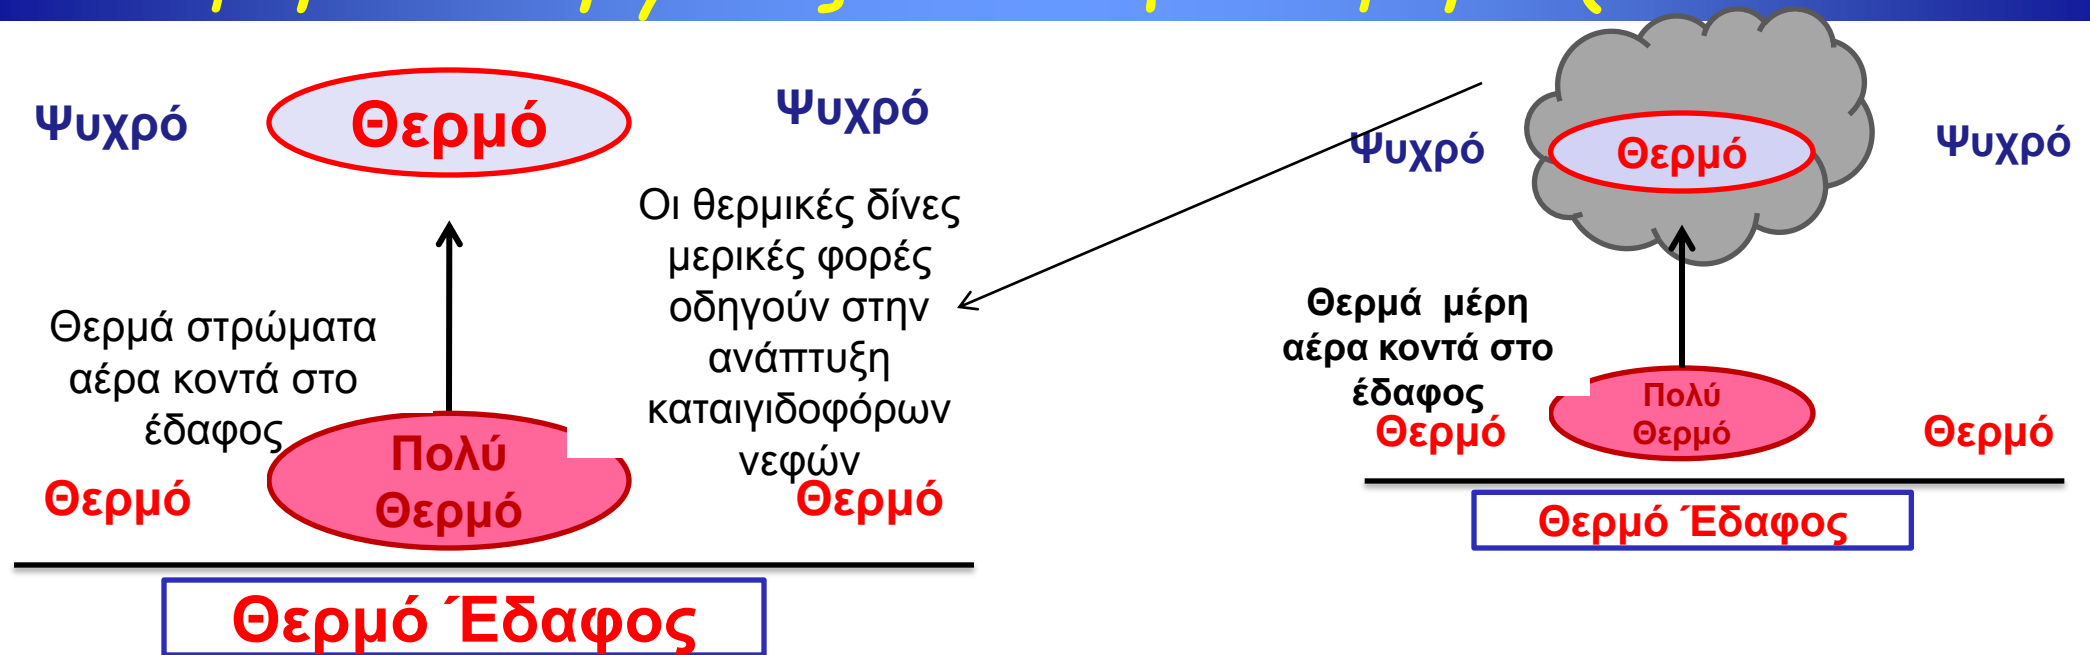 Ψυχρό
Θερμό
Ψυχρό
Οι θερμικές δίνες
μερικές φορές
οδηγούν στην
ανάπτυξη
καταιγιδοφόρων
νεφών
Θερμά στρώματα
αέρα κοντά στο
έδαφος
Θερμό
Πολύ
Θερμό
Θερμό
Θερμό Έδαφος
Ψυχρό
Θερμό
Ψυχρό
Θερμά μέρη
αέρα κοντά στο
έδαφος
Θερμό
Πολύ
Θερμό
Θερμό
Θερμό Έδαφος